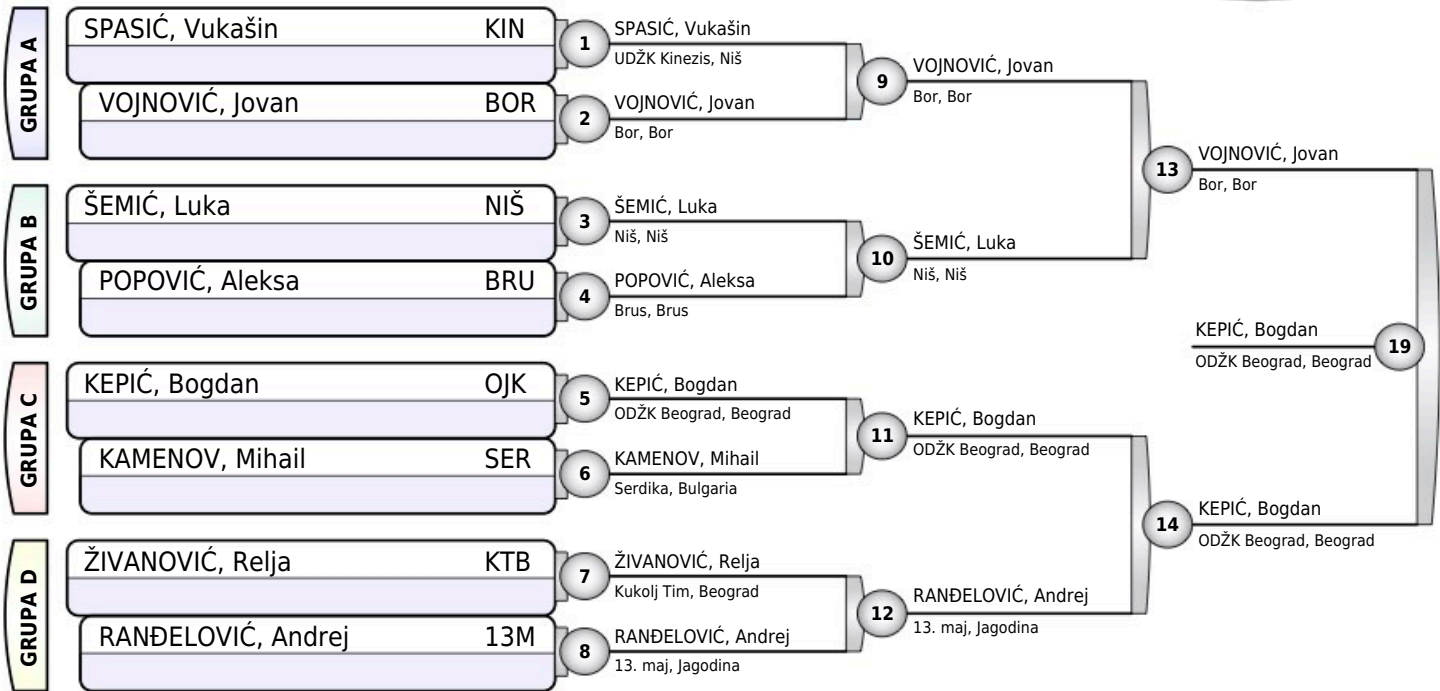 GRUPA A
SPASIĆ, Vukašin KIN
VOJNOVIĆ, Jovan BOR
1
SPASIĆ, Vukašin
UDŽK Kinezis, Niš
2
VOJNOVIĆ, Jovan
Bor, Bor
9
VOJNOVIĆ, Jovan
Bor, Bor
GRUPA B
ŠEMIĆ, Luka NIŠ
POPOVIĆ, Aleksa BRU
3
ŠEMIĆ, Luka
Niš, Niš
4
POPOVIĆ, Aleksa
Brus, Brus
10
ŠEMIĆ, Luka
Niš, Niš
13
VOJNOVIĆ, Jovan
Bor, Bor
GRUPA C
KEPIĆ, Bogdan OJK
KAMENOV, Mihail SER
5
KEPIĆ, Bogdan
ODŽK Beograd, Beograd
6
KAMENOV, Mihail
Serdika, Bulgaria
11
KEPIĆ, Bogdan
ODŽK Beograd, Beograd
GRUPA D
ŽIVANOVIĆ, Relja KTB
RANĐELOVIĆ, Andrej 13M
7
ŽIVANOVIĆ, Relja
Kukolj Tim, Beograd
8
RANĐELOVIĆ, Andrej
13. maj, Jagodina
12
RANĐELOVIĆ, Andrej
13. maj, Jagodina
14
KEPIĆ, Bogdan
ODŽK Beograd, Beograd
KEPIĆ, Bogdan
ODŽK Beograd, Beograd
19